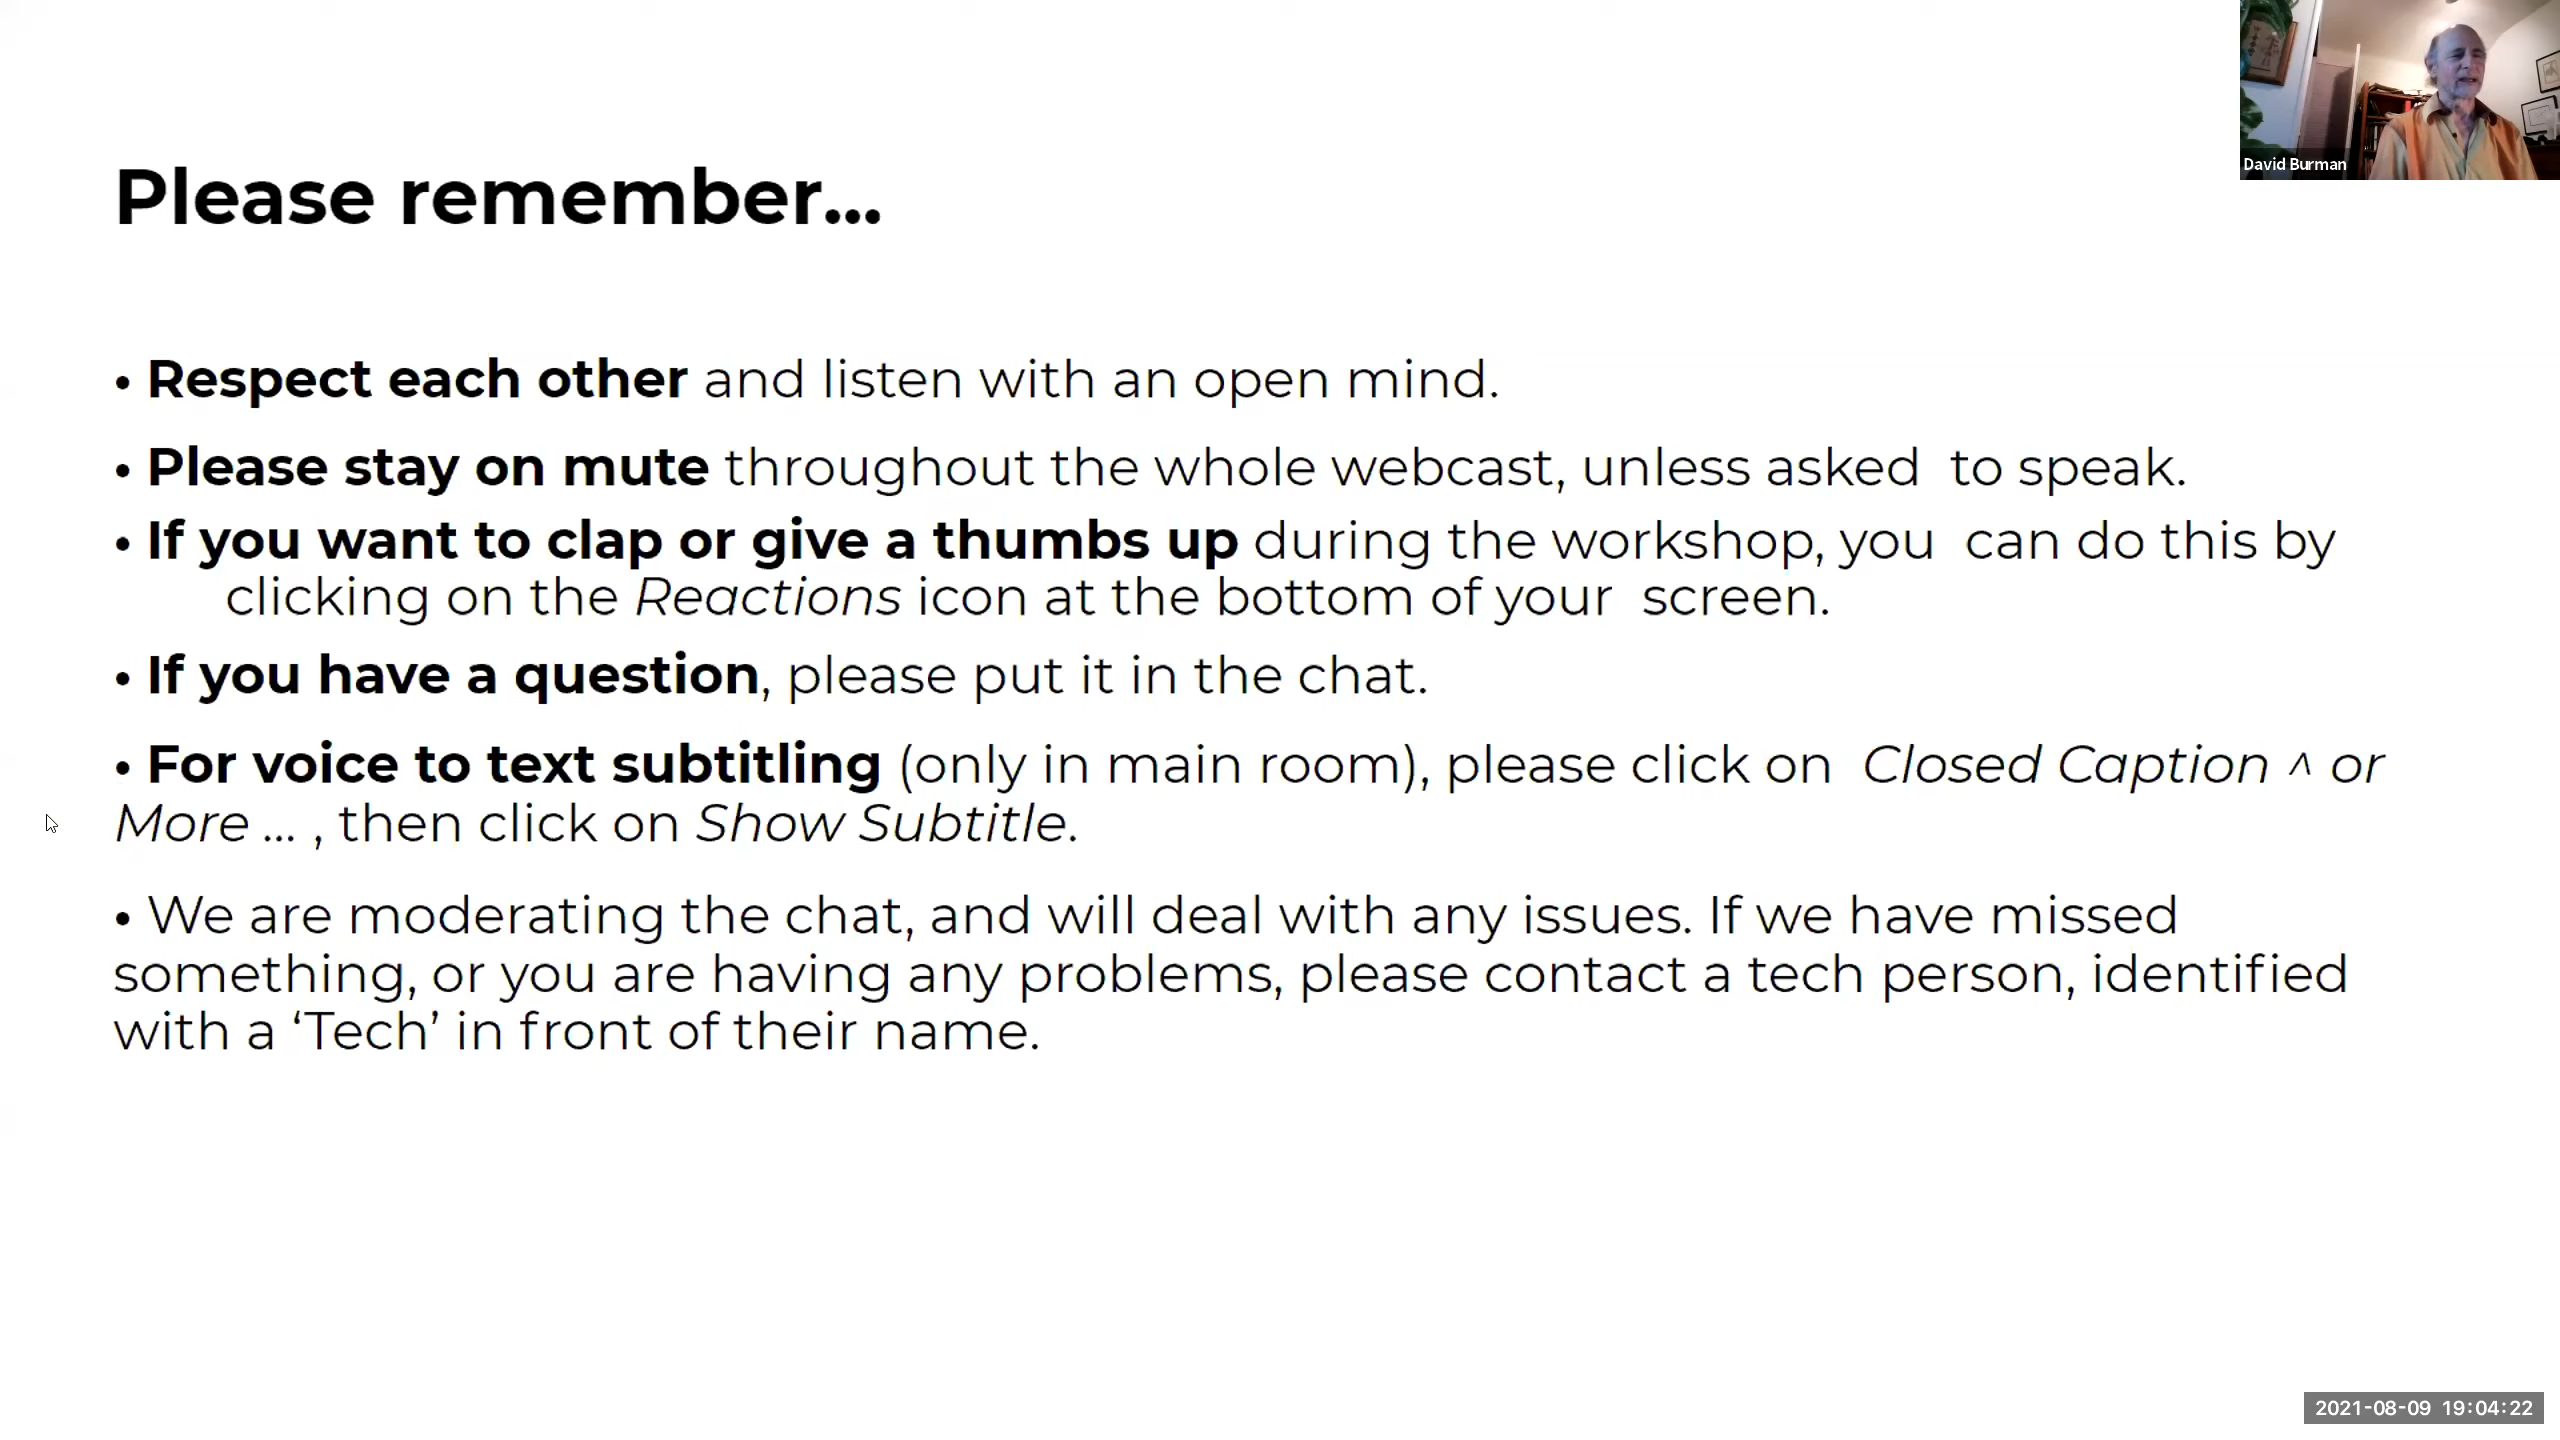 David Burman
Please remember...
• Respect each other and listen with an open mind.
• Please stay on mute throughout the whole webcast, unless asked  to speak.
• If you want to clap or give a thumbs up during the workshop, you  can do this by
clicking on the Reactions icon at the bottom of your  screen.
• If you have a question, please put it in the chat.
• For voice to text subtitling (only in main room), please click on  Closed Caption ^ or
More ... , then click on Show Subtitle.
• We are moderating the chat, and will deal with any issues. If we have missed
something, or you are having any problems, please contact a tech person, identified
with a ‘Tech’ in front of their name.
2021-08-09 19:04:22